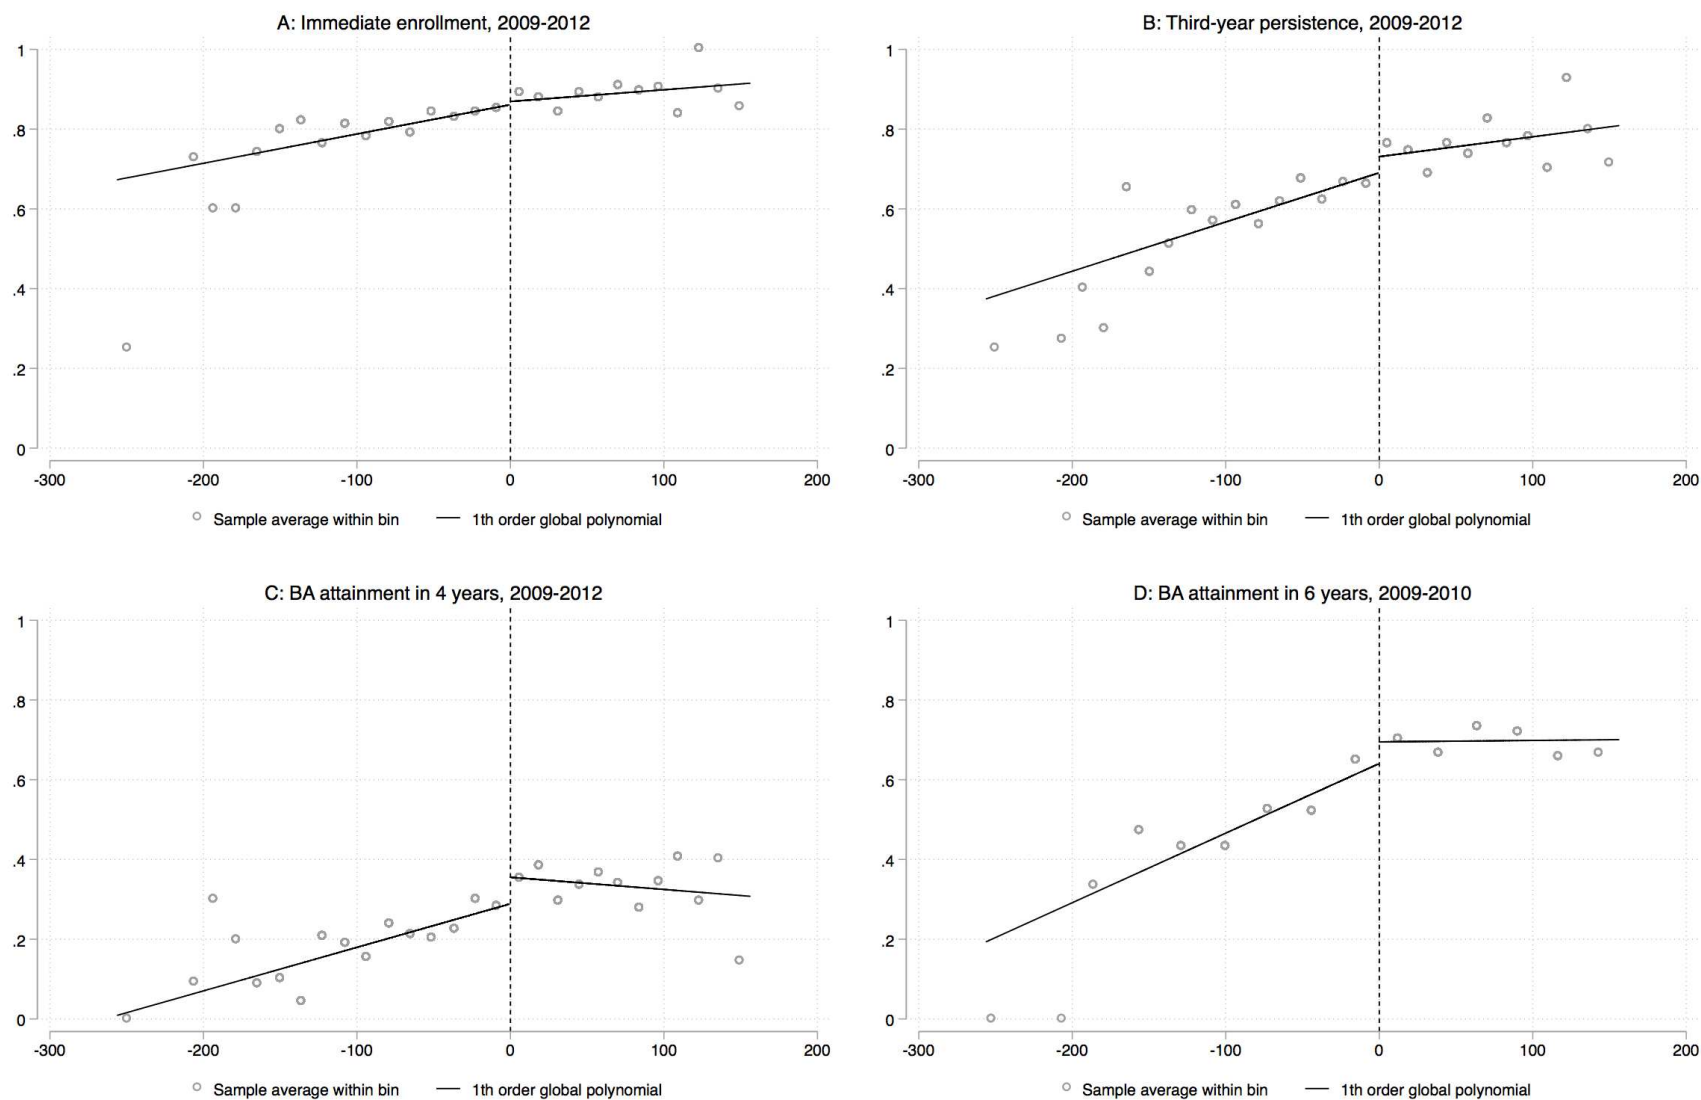 A: Immediate enrollment, 2009-2012
1
.8
.6
.4
.2
0
-300 -200 -100 0 100 200
Sample average within bin 1th order global polynomial
B: Third-year persistence, 2009-2012
1
.8
.6
.4
.2
0
-300 -200 -100 0 100 200
Sample average within bin 1th order global polynomial
C: BA attainment in 4 years, 2009-2012
1
.8
.6
.4
.2
0
-300 -200 -100 0 100 200
Sample average within bin 1th order global polynomial
D: BA attainment in 6 years, 2009-2010
1
.8
.6
.4
.2
0
-300 -200 -100 0 100 200
Sample average within bin 1th order global polynomial